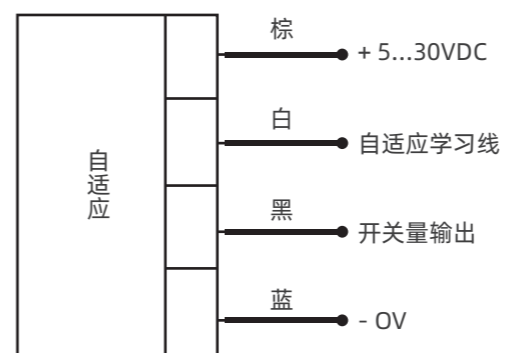 棕
+ 5...30VDC
白
自适应学习线
自适应
黑
开关量输出
蓝
- OV